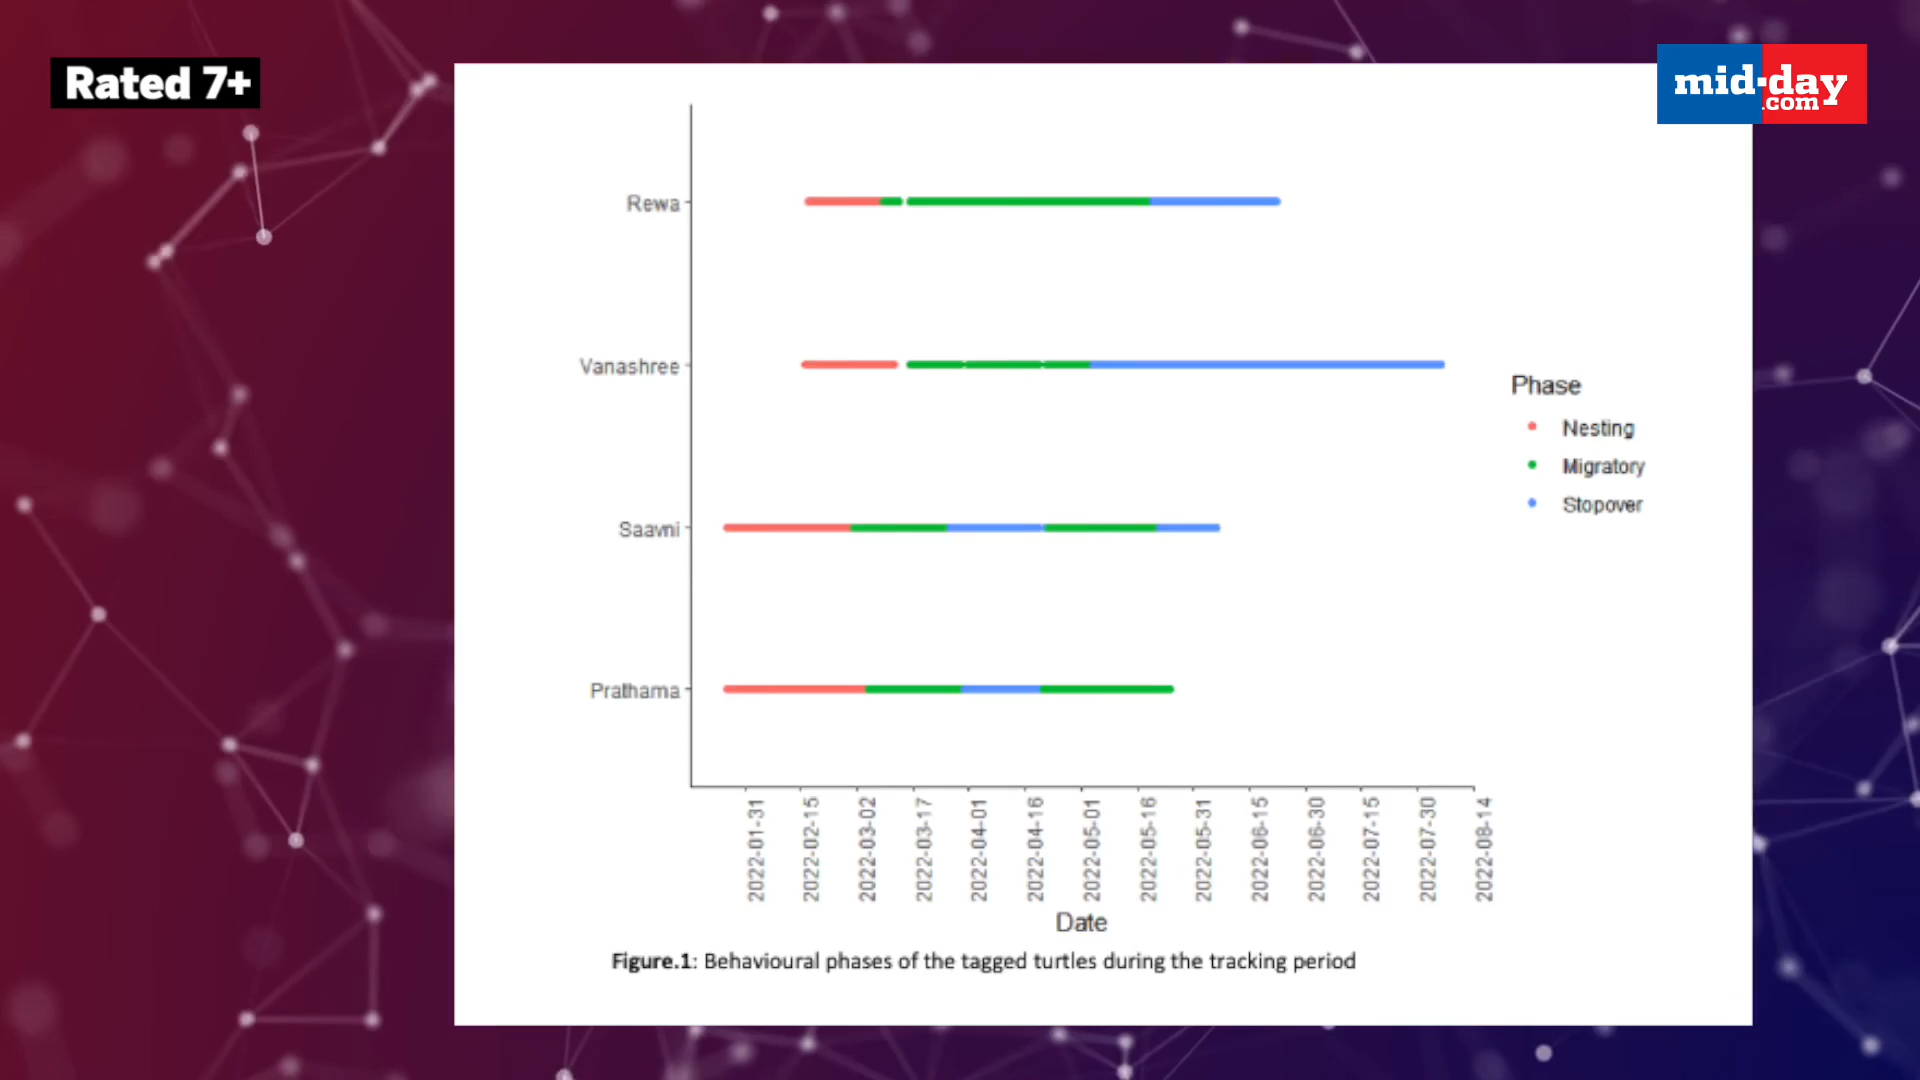 Rated 7+
mid-day
.com
Rewa
Vanashree
Saavni
Prathama
Phase
Nesting
Migratory
Stopover
2022-01-31
2022-02-15
2022-03-02
2022-03-17
2022-04-01
2022-04-16
2022-05-01
2022-05-16
2022-05-31
2022-06-15
2022-06-30
2022-07-15
2022-07-30
2022-08-14
Date
Figure.1: Behavioural phases of the tagged turtles during the tracking period